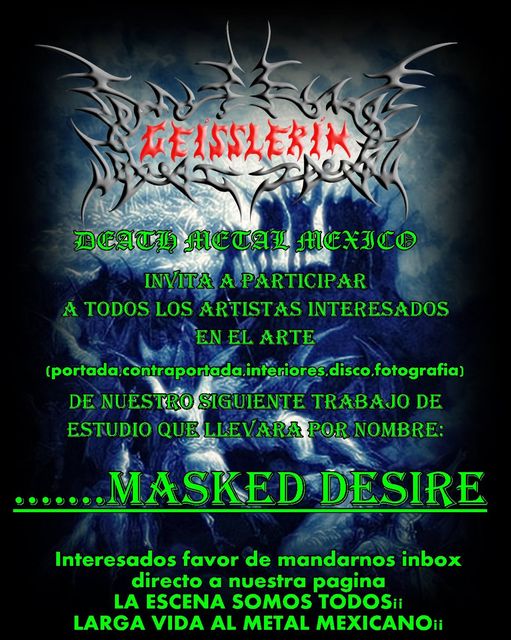 GEISSLERIN
DEATH METAL MEXICO
INVITA A PARTICIPAR
A TODOS LOS ARTISTAS INTERESADOS
EN EL ARTE
(portada,contraportada,interiores,disco,fotografia)
DE NUESTRO SIGUIENTE TRABAJO DE
ESTUDIO QUE LLEVARA POR NOMBRE:
.......MASKED DESIRE
Interesados favor de mandarnos inbox
directo a nuestra pagina
LA ESCENA SOMOS TODOS¡¡
LARGA VIDA AL METAL MEXICANO¡¡